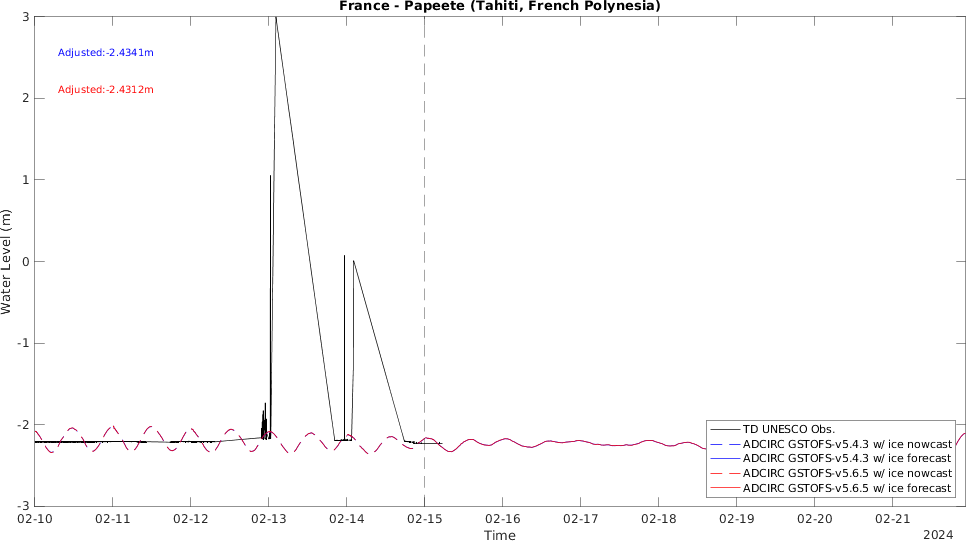 France - Papeete (Tahiti, French Polynesia)
3
Adjusted:-2.4341m
Adjusted:-2.4312m
2
1
0
-1
-2
-3
Water Level (m)
TD UNESCO Obs.
ADCIRC GSTOFS-v5.4.3 w/ ice nowcast
ADCIRC GSTOFS-v5.4.3 w/ ice forecast
ADCIRC GSTOFS-v5.6.5 w/ ice nowcast
ADCIRC GSTOFS-v5.6.5 w/ ice forecast
02-10 02-11 02-12 02-13 02-14 02-15 02-16 02-17 02-18 02-19 02-20 02-21
Time
2024